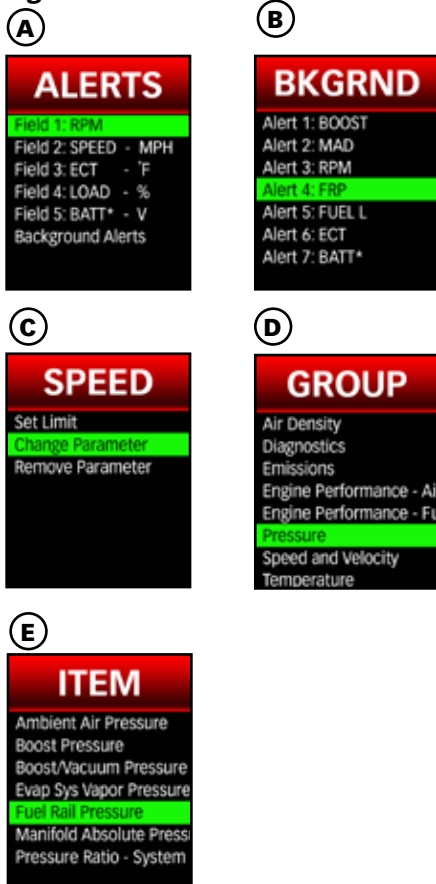 A
ALERTS
Field 1: RPM
Field 2: SPEED - MPH
Field 3: ECT - °F
Field 4: LOAD - %
Field 5: BATT* - V
Background Alerts
B
BKGRND
Alert 1: BOOST
Alert 2: MAD
Alert 3: RPM
Alert 4: FRP
Alert 5: FUEL L
Alert 6: ECT
Alert 7: BATT*
C
SPEED
Set Limit
Change Parameter
Remove Parameter
D
GROUP
Air Density
Diagnostics
Emissions
Engine Performance - Ai
Engine Performance - Fu
Pressure
Speed and Velocity
Temperature
E
ITEM
Ambient Air Pressure
Boost Pressure
Boost/Vacuum Pressure
Evap Sys Vapor Pressure
Fuel Rail Pressure
Manifold Absolute Press
Pressure Ratio - System